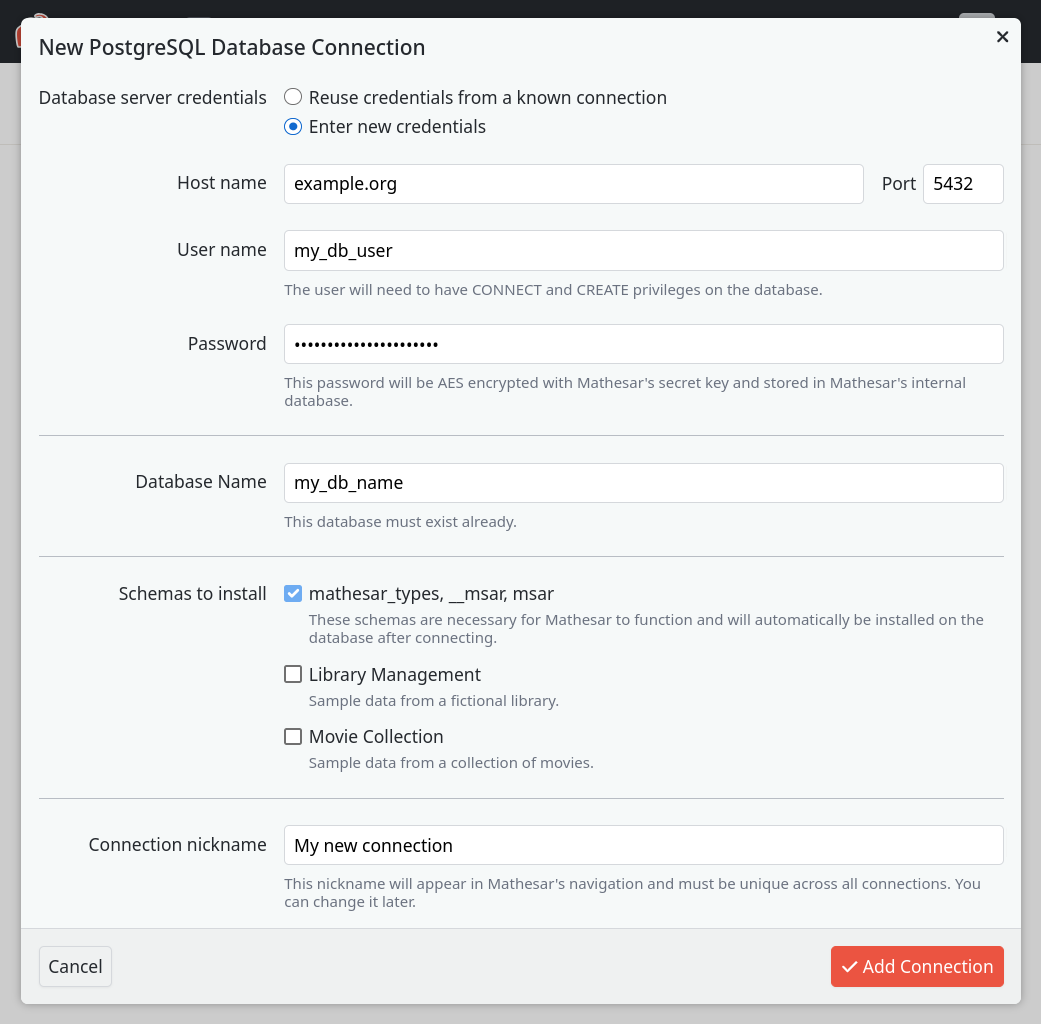 New PostgreSQL Database Connection
Database server credentials
Reuse credentials from a known connection
Enter new credentials
Host name
example.org
Port
5432
User name
my_db_user
The user will need to have CONNECT and CREATE privileges on the database.
Password
••••••••••••••••••••••
This password will be AES encrypted with Mathesar's secret key and stored in Mathesar's internal
database.
Database Name
my_db_name
This database must exist already.
Schemas to install
mathesar_types, __msar, msar
These schemas are necessary for Mathesar to function and will automatically be installed on the
database after connecting.
Library Management
Sample data from a fictional library.
Movie Collection
Sample data from a collection of movies.
Connection nickname
My new connection
This nickname will appear in Mathesar's navigation and must be unique across all connections. You
can change it later.
Cancel
Add Connection